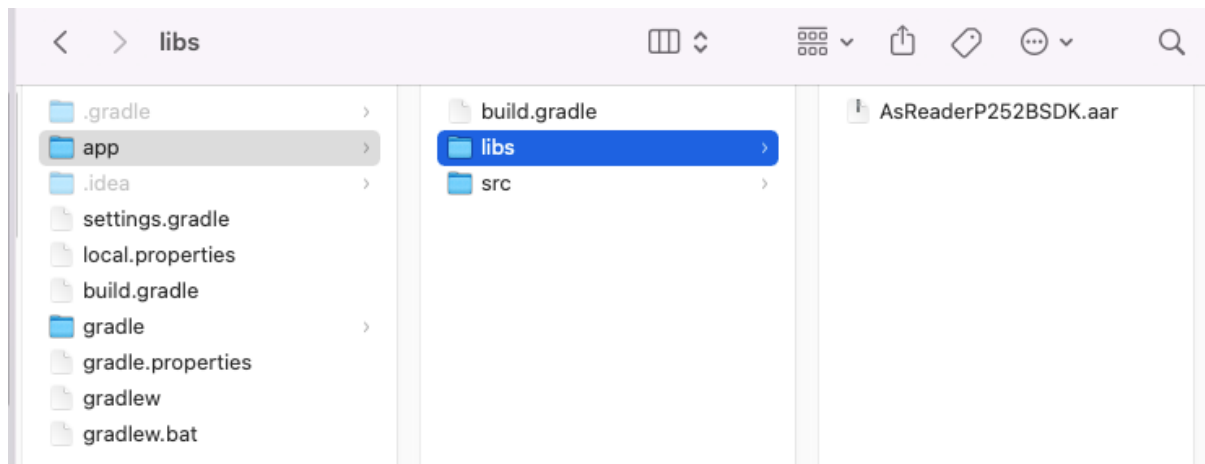 libs
.gradle
app
.idea
settings.gradle
local.properties
build.gradle
gradle
gradle.properties
gradlew
gradlew.bat
build.gradle
libs
src
AsReaderP252BSDK.aar